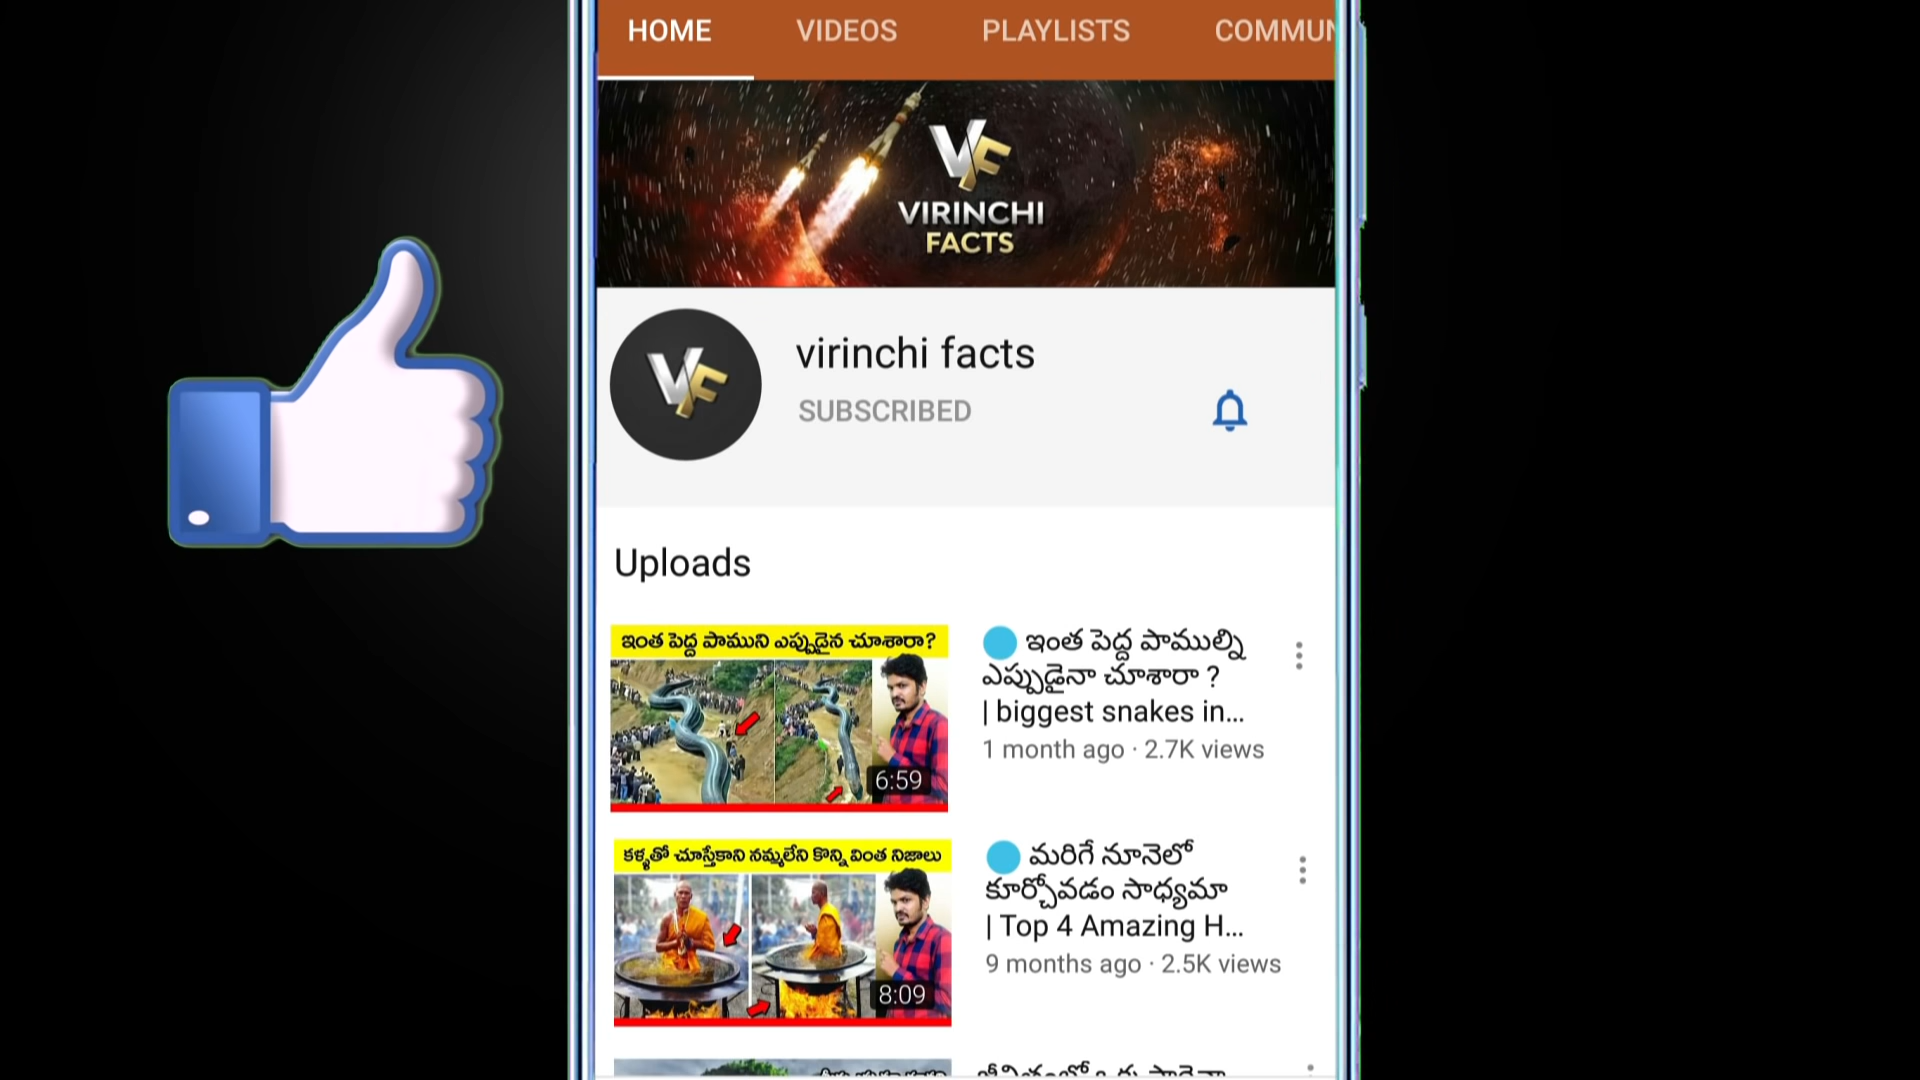 HOME VIDEOS PLAYLISTS COMMUN
VF
VIRINCHI
FACTS
VF
virinchi facts
SUBSCRIBED
Uploads
ఇంత పెద్ద పాముని ఎప్పుడైన చూశారా?
6:59
ఇంత పెద్ద పాముల్ని
ఎప్పుడైనా చూశారా ?
| biggest snakes in...
1 month ago · 2.7K views
కళ్ళతో చూస్తేకాని నమ్మలేని కొన్ని వింత నిజాలు
8:09
మరిగే నూనెలో
కూర్చోవడం సాధ్యమా
| Top 4 Amazing H...
9 months ago · 2.5K views